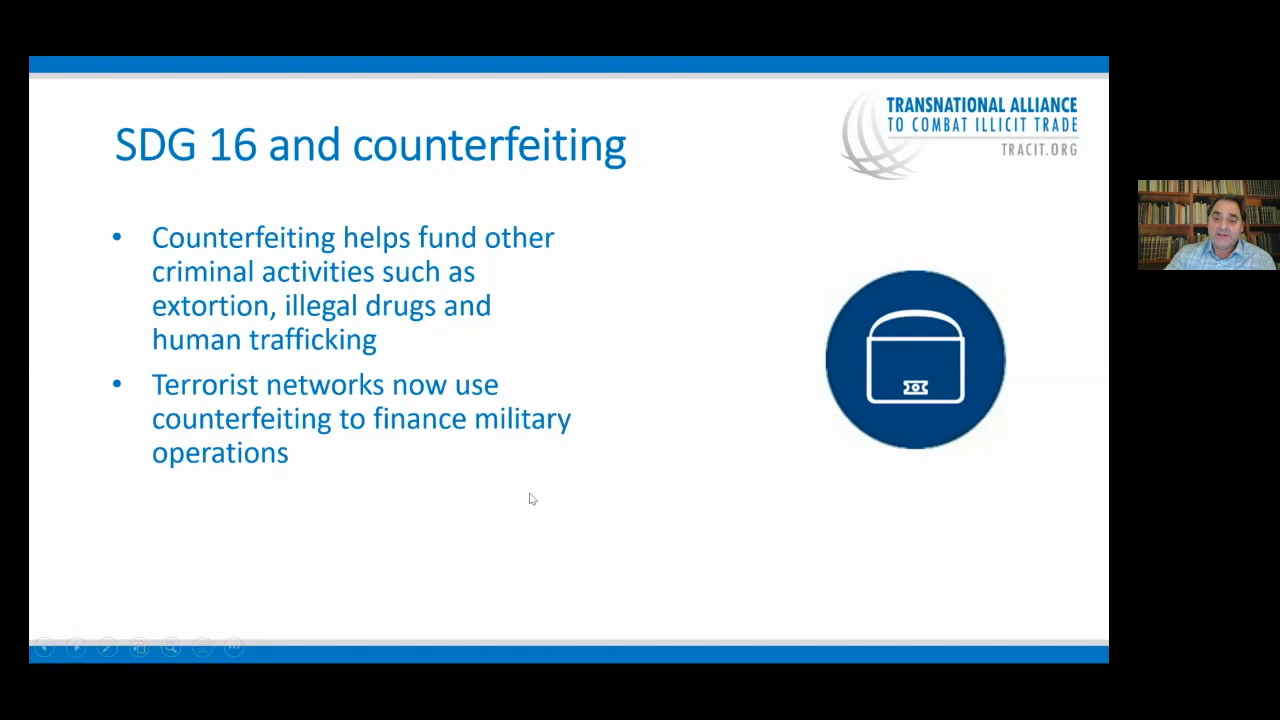 TRANSNATIONAL ALLIANCE
TO COMBAT ILLICIT TRADE
TRACIT.ORG
SDG 16 and counterfeiting
• Counterfeiting helps fund other
criminal activities such as
extortion, illegal drugs and
human trafficking
• Terrorist networks now use
counterfeiting to finance military
operations